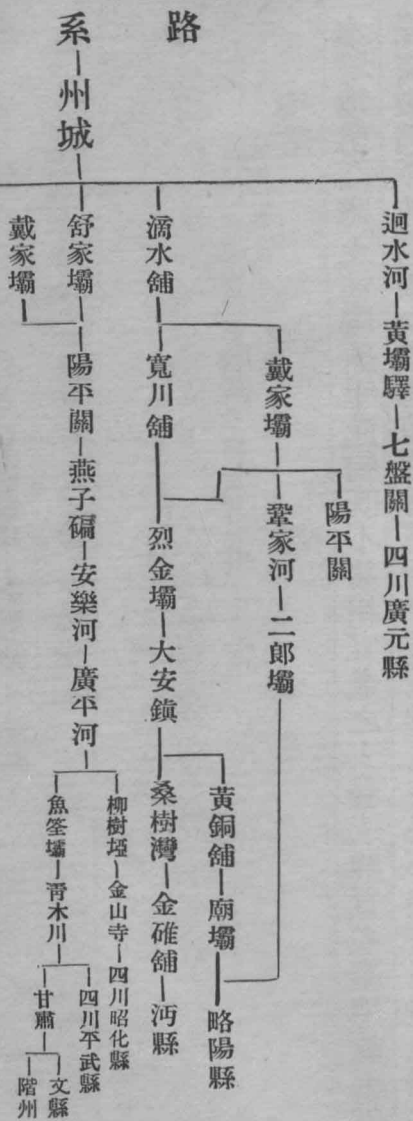 路
系
州城
迴水河
黃壩驛
七盤關
四川廣元縣
陽平關
戴家壩
鞏家河
二郎壩
滴水舖
寬川舖
烈金壩
大安鎮
黃銅舖
廟壩
略陽縣
桑樹灣
金碓舖
沔縣
舒家壩
陽平關
燕子碥
安樂河
廣平河
柳樹埡
金山寺
四川昭化縣
魚筌壩
青木川
四川平武縣
甘肅
文縣
階州
戴家壩